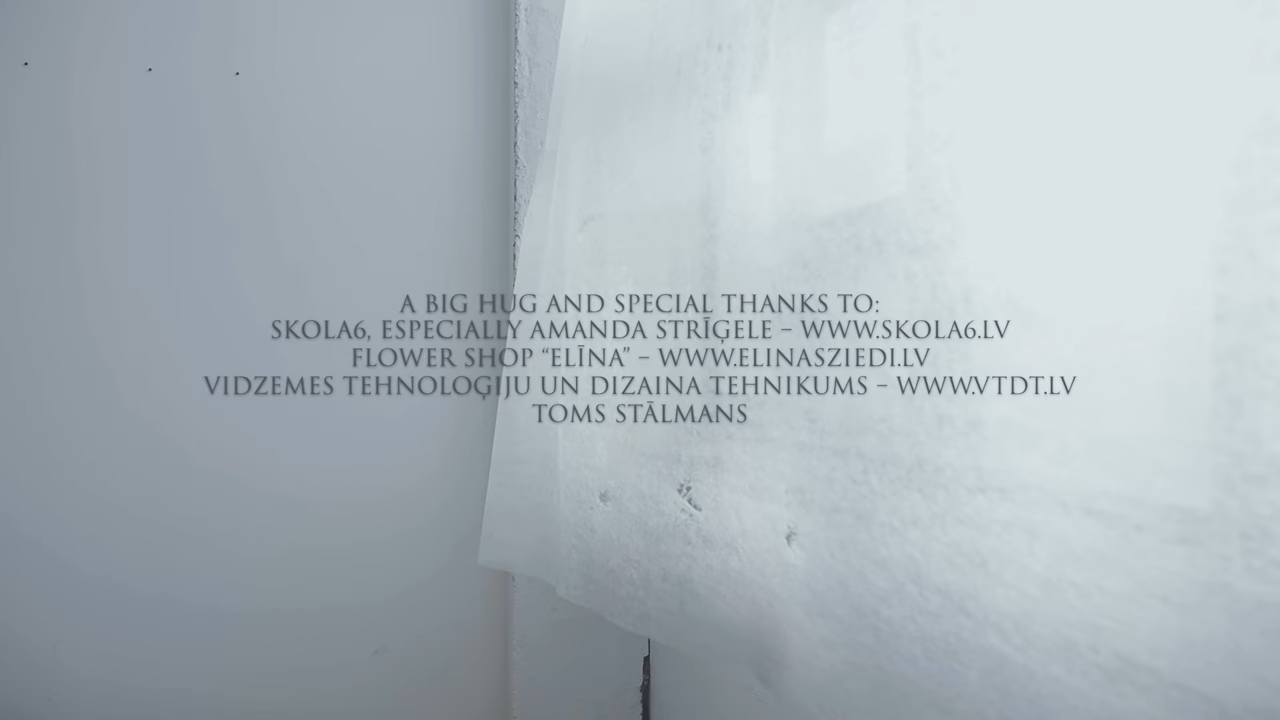 A BIG HUG AND SPECIAL THANKS TO:
SKOLA6, ESPECIALLY AMANDA STRĪĢELE – WWW.SKOLA6.LV
FLOWER SHOP “ELĪNA” – WWW.ELINASZIEDI.LV
VIDZEMES TEHNOLOĢIJU UN DIZAINA TEHNIKUMS – WWW.VTDT.LV
TOMS STĀLMANS